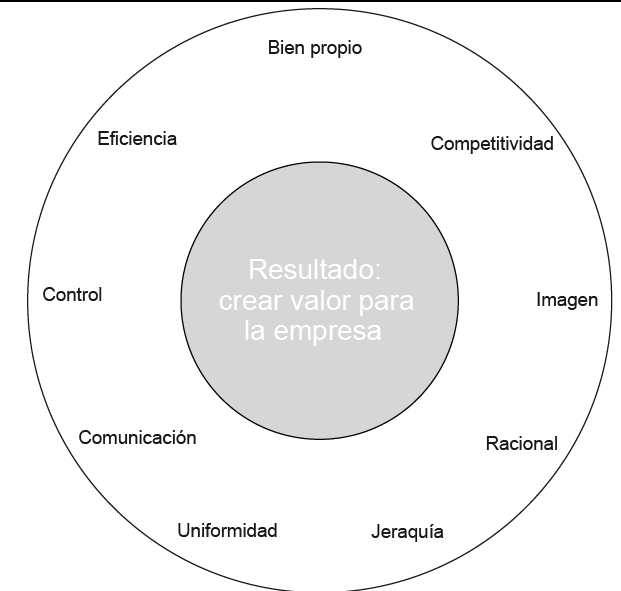 Bien propio
Eficiencia
Competitividad
Resultado:
crear valor para
la empresa
Control
Imagen
Comunicación
Racional
Uniformidad
Jeraquía